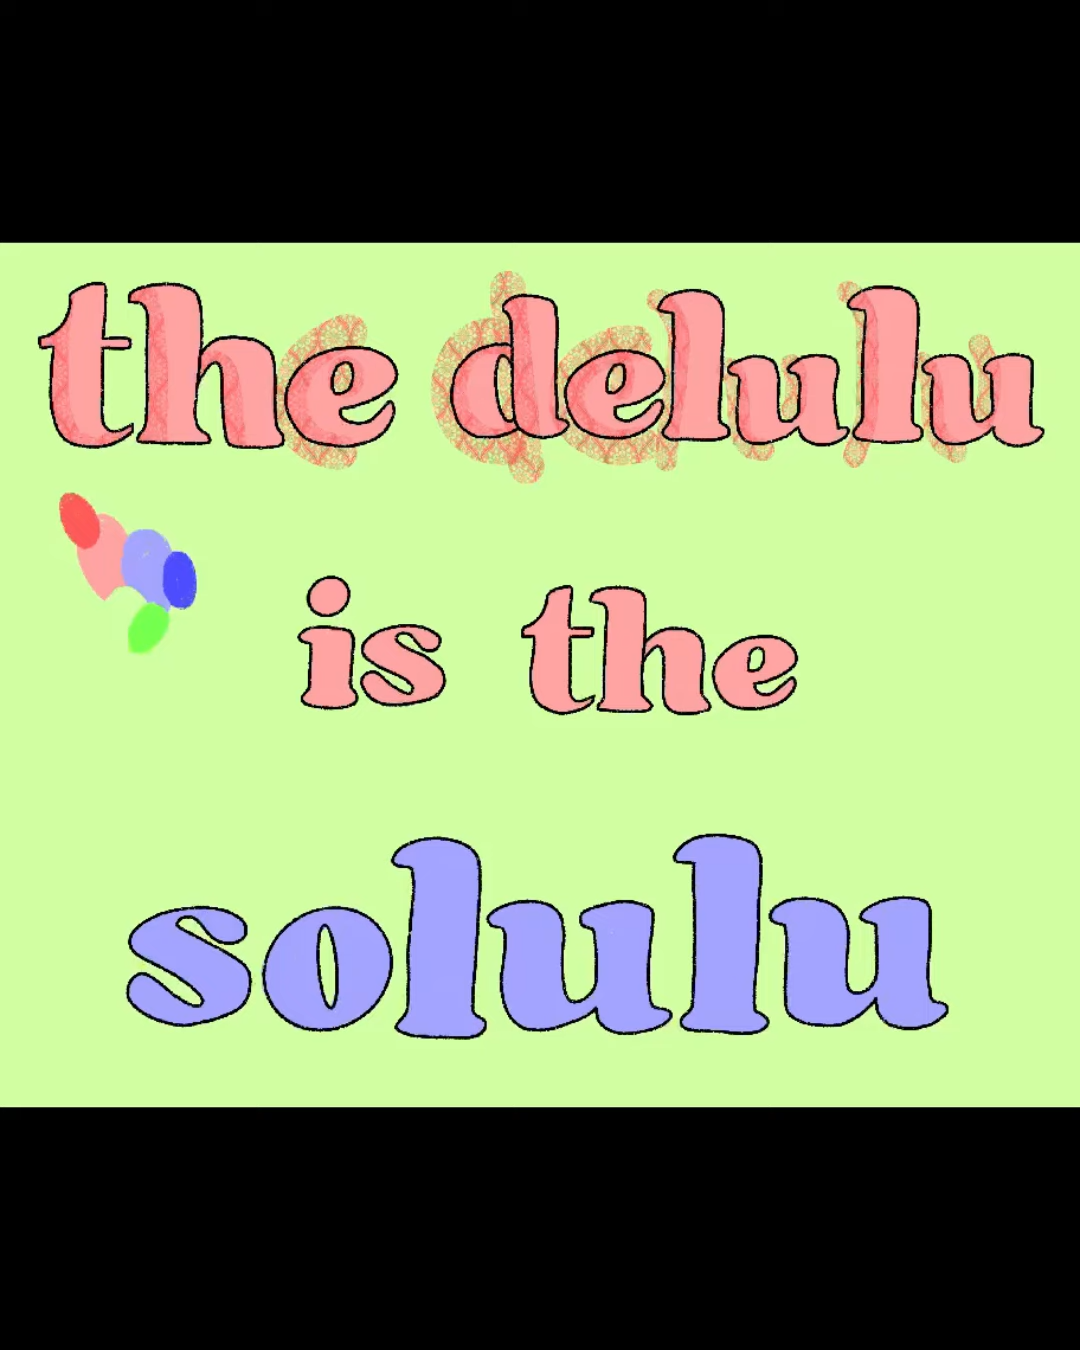 the delulu
is the
solulu